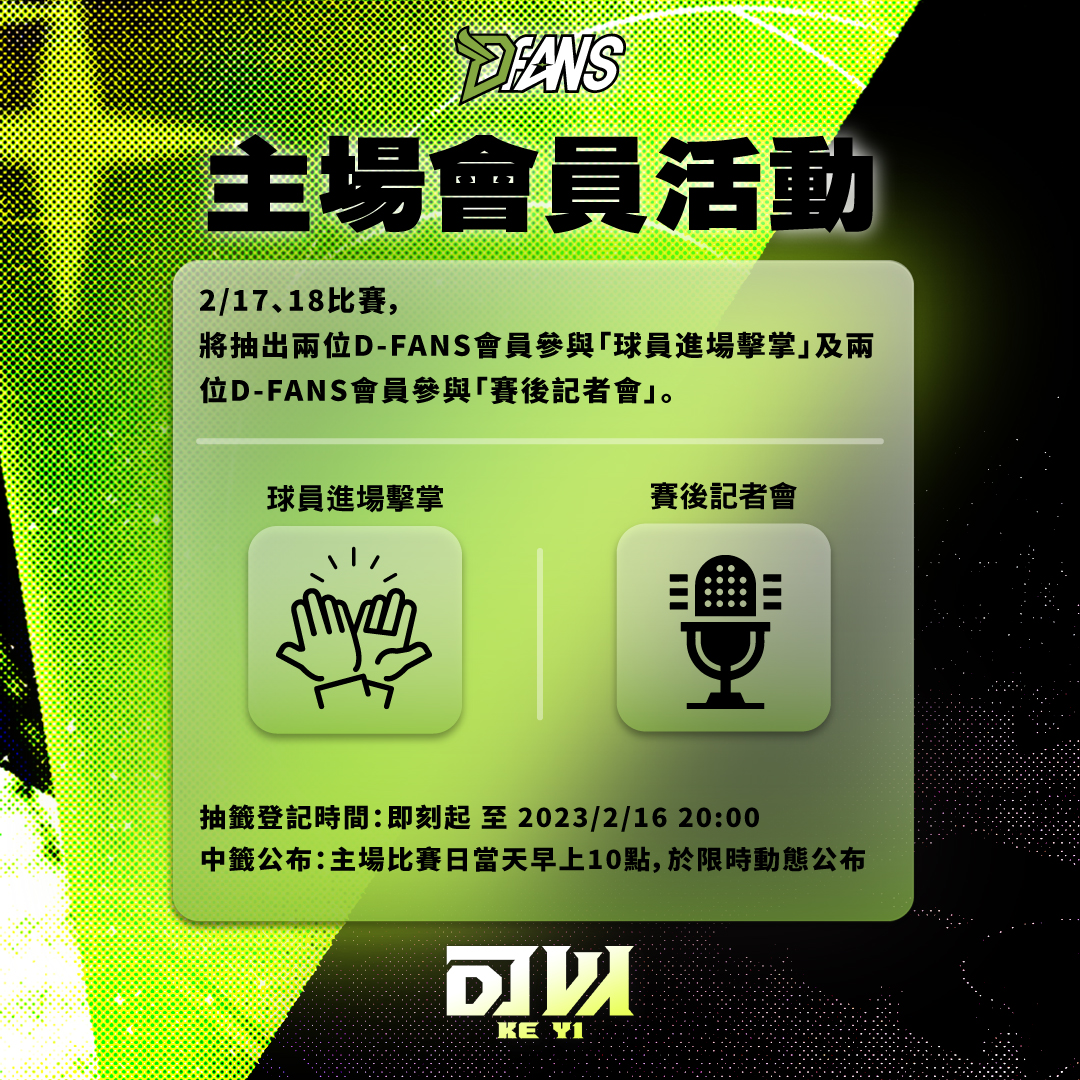 DFANS
主場會員活動
2/17、18比賽,
將抽出兩位D-FANS會員參與「球員進場擊掌」及兩
位D-FANS會員參與「賽後記者會」。
球員進場擊掌
賽後記者會
抽籤登記時間:即刻起 至 2023/2/16 20:00
中籤公布:主場比賽日當天早上10點, 於限時動態公布
可以
KE YI